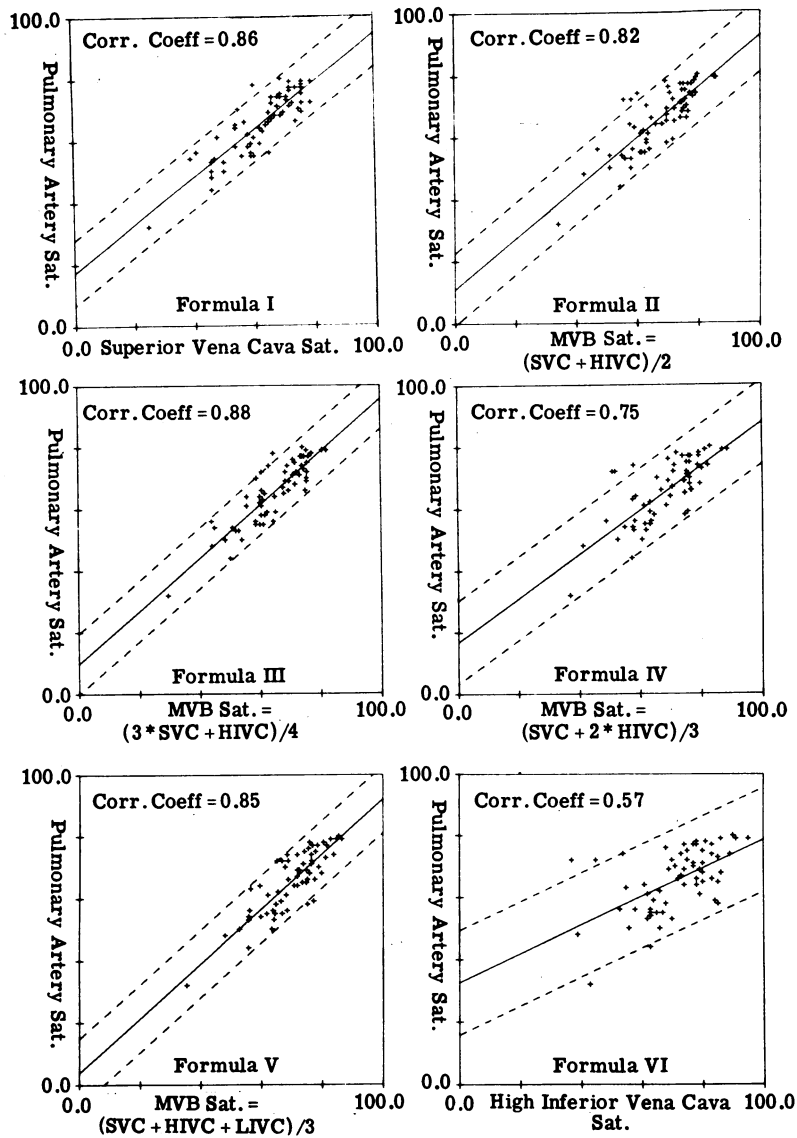 100.0
Corr. Coeff = 0.86
Pulmonary Artery Sat.
Formula I
0.0
0.0 Superior Vena Cava Sat. 100.0
100.0
Corr. Coeff = 0.82
Pulmonary Artery Sat.
Formula II
0.0
0.0 MVB Sat. = 100.0
(SVC + HIVC)/2
100.0
Corr. Coeff = 0.88
Pulmonary Artery Sat.
Formula III
0.0
0.0 MVB Sat. = 100.0
(3*SVC + HIVC)/4
100.0
Corr. Coeff = 0.75
Pulmonary Artery Sat.
Formula IV
0.0
0.0 MVB Sat. = 100.0
(SVC + 2* HIVC)/3
100.0
Corr. Coeff = 0.85
Pulmonary Artery Sat.
Formula V
0.0
0.0 MVB Sat. = 100.0
(SVC + HIVC + LIVC)/3
100.0
Corr. Coeff = 0.57
Pulmonary Artery Sat.
Formula VI
0.0
0.0 High Inferior Vena Cava 100.0
Sat.